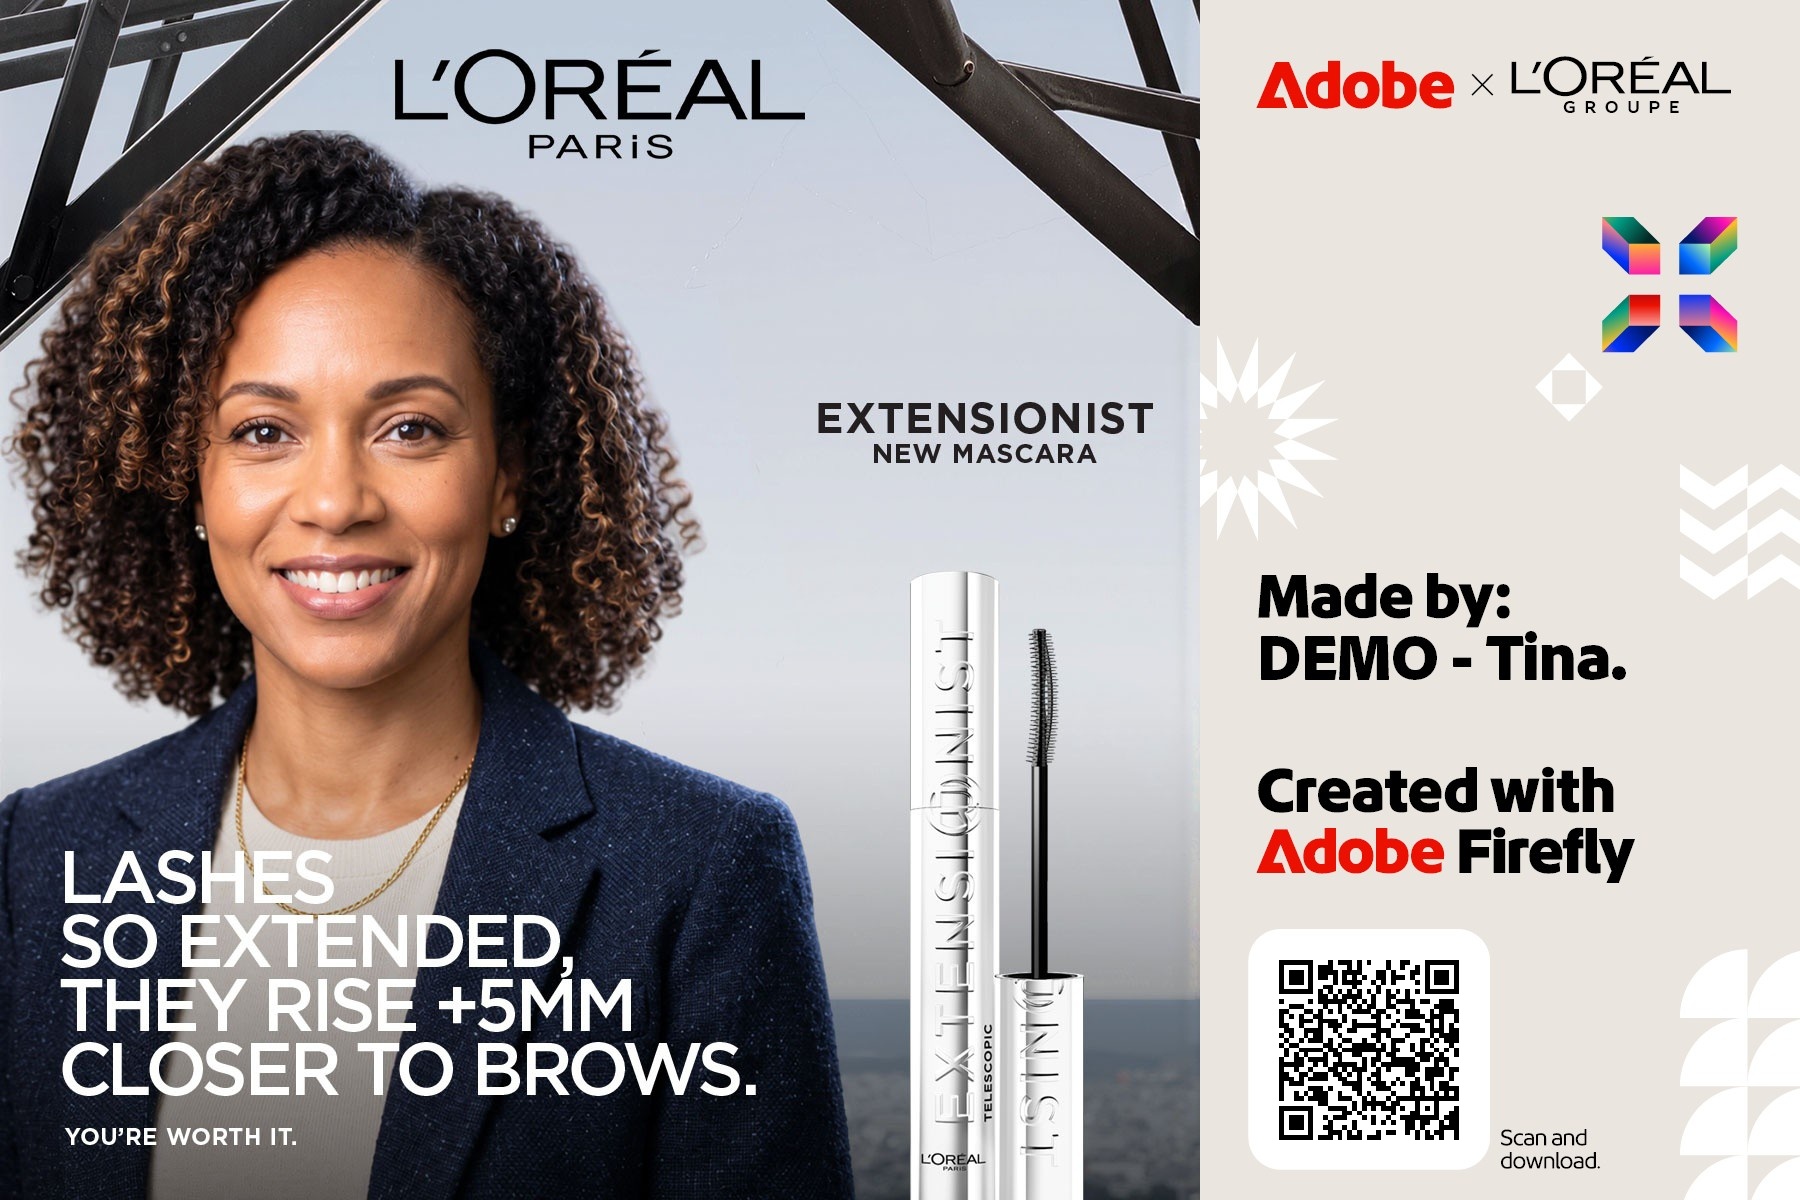 L'ORÉAL
PARiS
EXTENSIONIST
NEW MASCARA
EXTENSIONIST
TELESCOPIC
L'ORÉAL
PARIS
NIST
LASHES
SO EXTENDED,
THEY RISE +5MM
CLOSER TO BROWS.
YOU'RE WORTH IT.
Adobe × L'ORÉAL
GROUPE
Made by:
DEMO - Tina.
Created with
Adobe Firefly
Scan and
download.